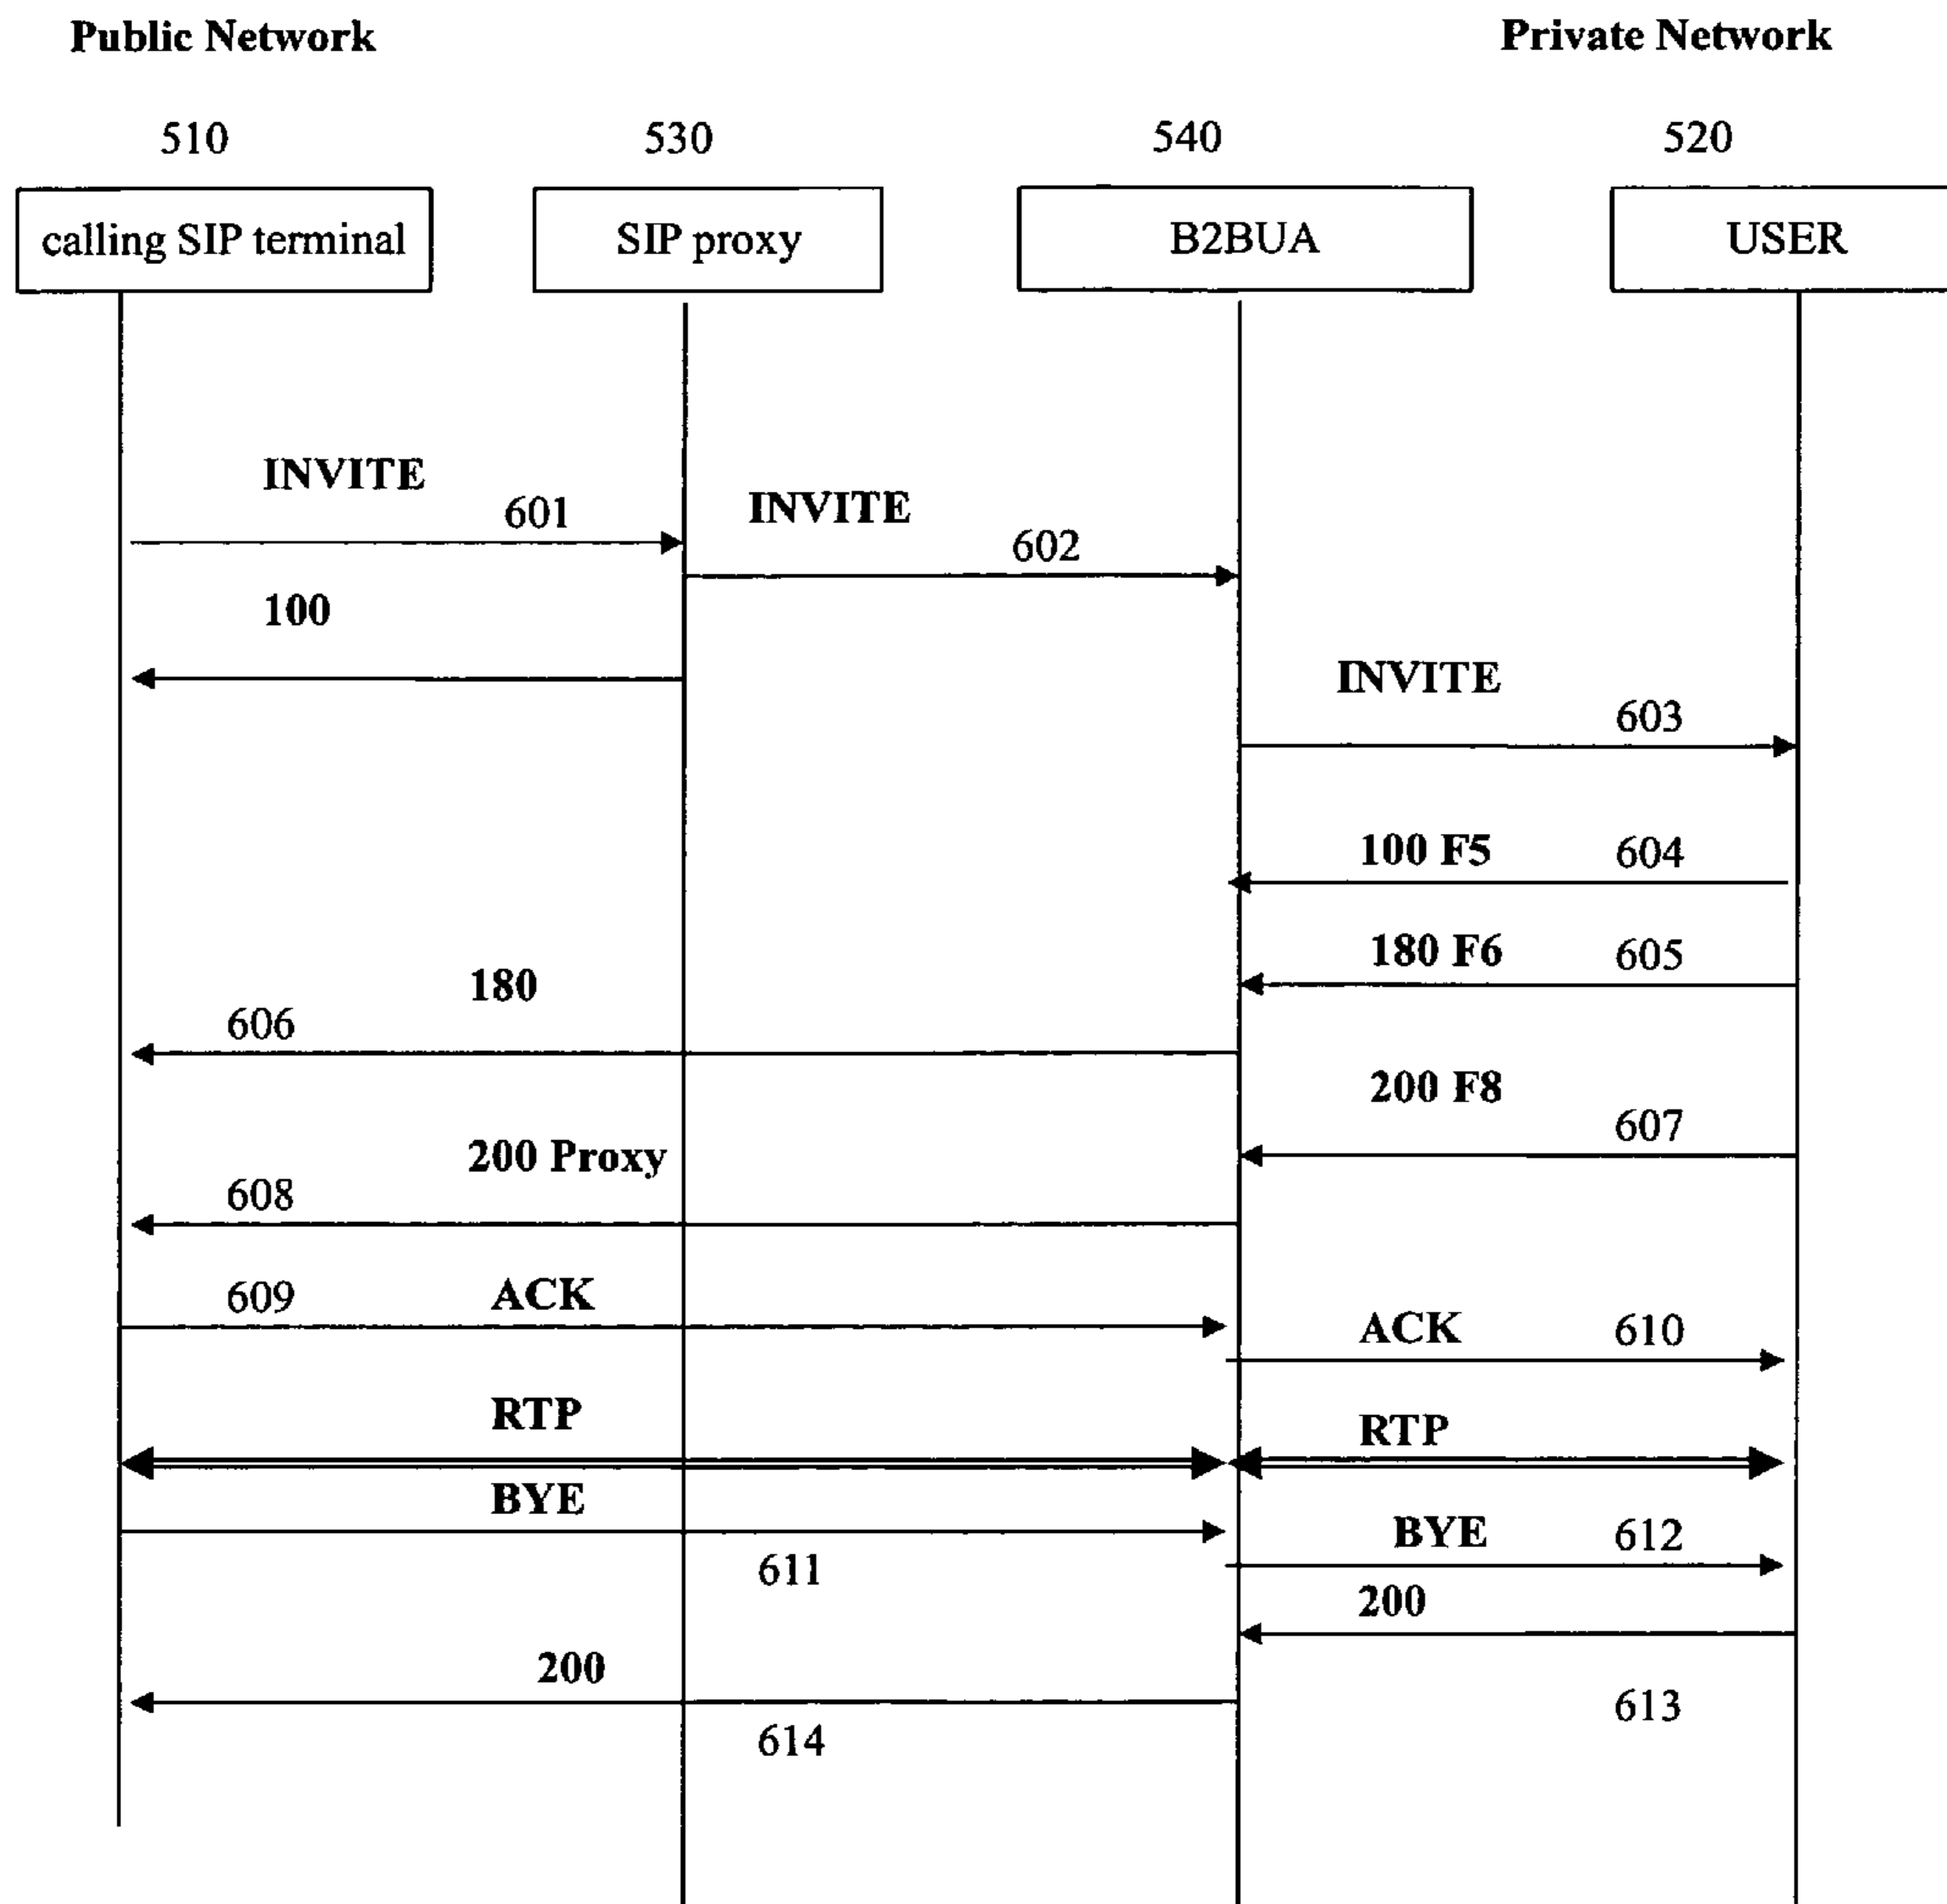 Public Network
Private Network
510
530
540
520
calling SIP terminal
SIP proxy
B2BUA
USER
INVITE
601
INVITE
602
100
INVITE
603
100 F5
604
180 F6
605
180
606
200 F8
607
200 Proxy
608
609
ACK
ACK
610
RTP
RTP
BYE
611
BYE
612
200
613
200
614